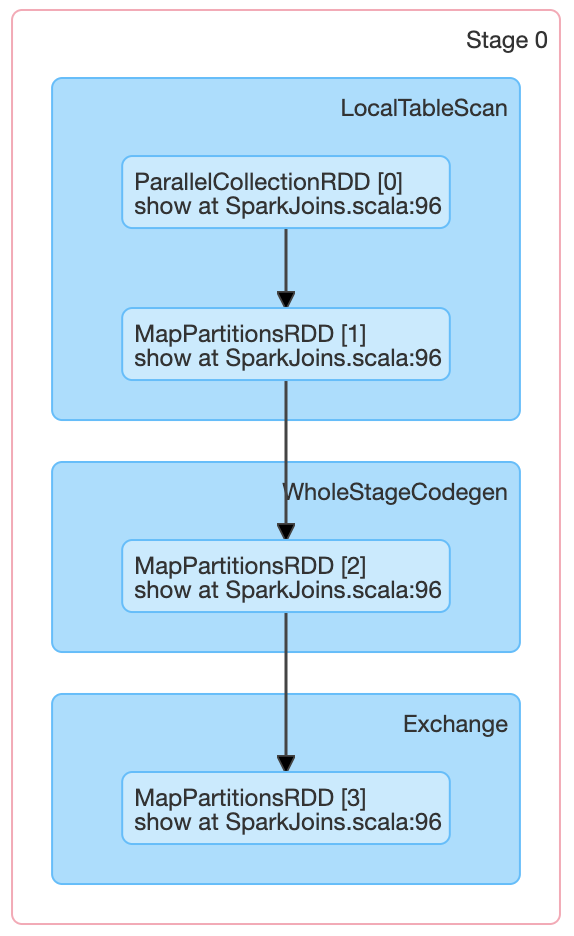 Stage 0
LocalTableScan
ParallelCollectionRDD [0]
show at SparkJoins.scala:96
MapPartitionsRDD [1]
show at SparkJoins.scala:96
WholeStageCodegen
MapPartitionsRDD [2]
show at SparkJoins.scala:96
Exchange
MapPartitionsRDD [3]
show at SparkJoins.scala:96